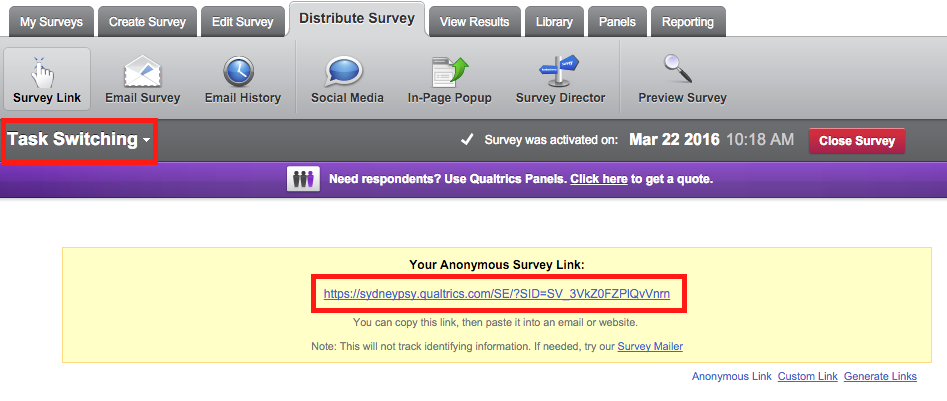 My Surveys Create Survey Edit Survey Distribute Survey View Results Library Panels Reporting
Survey Link Email Survey Email History Social Media In-Page Popup Survey Director Preview Survey
Task Switching Survey was activated on: Mar 22 2016 10:18 AM Close Survey
Need respondents? Use Qualtrics Panels. Click here to get a quote.
Your Anonymous Survey Link:
https://sydneypsy.qualtrics.com/SE/?SID=SV_3VkZ0FZPlQvVnrn
You can copy this link, then paste it into an email or website.
Note: This will not track identifying information. If needed, try our Survey Mailer
Anonymous Link Custom Link Generate Links